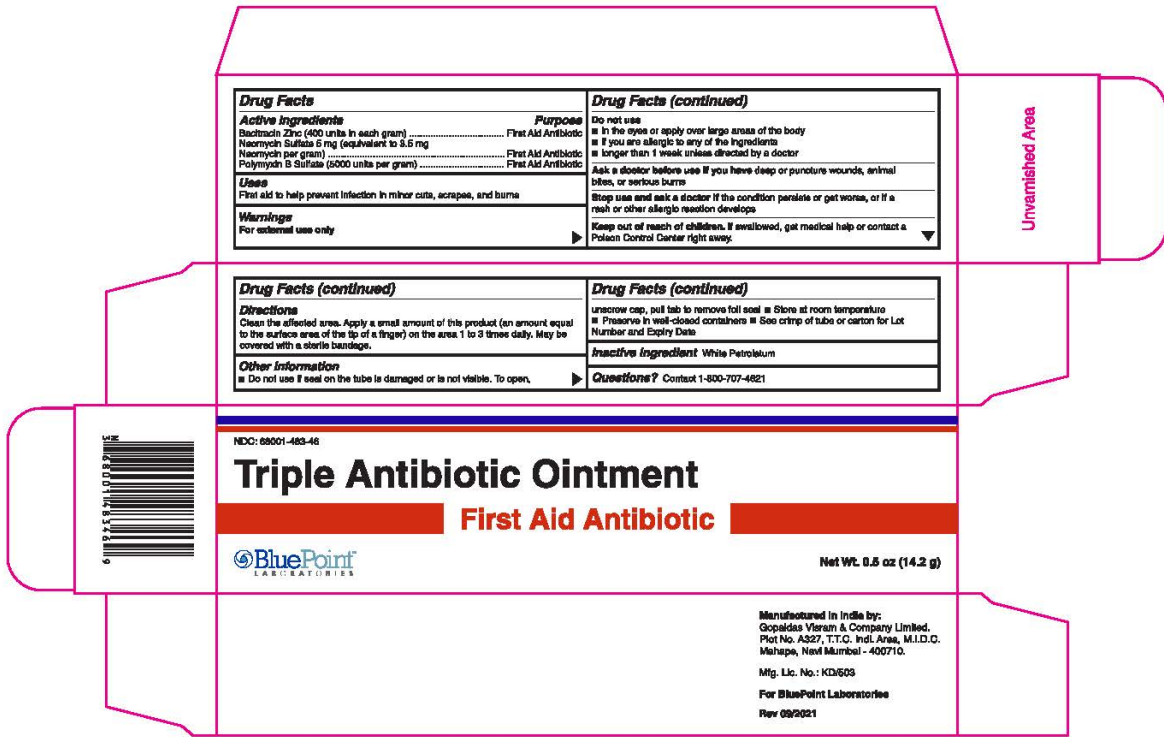 Drug Facts
Active Ingredients Purpose
Bacitracin Zinc (400 units in each gram) ................................ First Aid Antibiotic
Neomycin Sulfate 5 mg (equivalent to 3.5 mg
Neomycin per gram) ................................ First Aid Antibiotic
Polymyxin B Sulfate (5000 units per gram) ................................ First Aid Antibiotic
Uses
First aid to help prevent infection in minor cuts, scrapes, and burns
Warnings
For external use only
Drug Facts (continued)
Do not use
■ in the eyes or apply over large areas of the body
■ if you are allergic to any of the ingredients
■ longer than 1 week unless directed by a doctor
Ask a doctor before use if you have deep or puncture wounds, animal
bites, or serious burns
Stop use and ask a doctor if the condition persists or get worse, or if a
rash or other allergic reaction develops
Keep out of reach of children. If swallowed, get medical help or contact a
Poison Control Center right away.
Unvarnished Area
Drug Facts (continued)
Directions
Clean the affected area. Apply a small amount of this product (an amount equal
to the surface area of the tip of a finger) on the area 1 to 3 times daily. May be
covered with a sterile bandage.
Other Information
■ Do not use if seal on the tube is damaged or is not visible. To open,
Drug Facts (continued)
unscrew cap, pull tab to remove foil seal ■ Store at room temperature
■ Preserve in well-closed containers ■ See crimp of tube or carton for Lot
Number and Expiry Date
Inactive Ingredient White Petrolatum
Questions? Contact 1-800-707-4621
N
3 68001 48346 9
NDC: 68001-483-46
Triple Antibiotic Ointment
First Aid Antibiotic
BluePoint™
LABORATORIES
Net Wt. 0.5 oz (14.2 g)
Manufactured in India by:
Gopaldas Visram & Company Limited.
Plot No. A327, T.T.C. Indl. Area, M.I.D.C.
Mahape, Navi Mumbai - 400710.
Mfg. Lic. No.: KD/503
For BluePoint Laboratories
Rev 09/2021